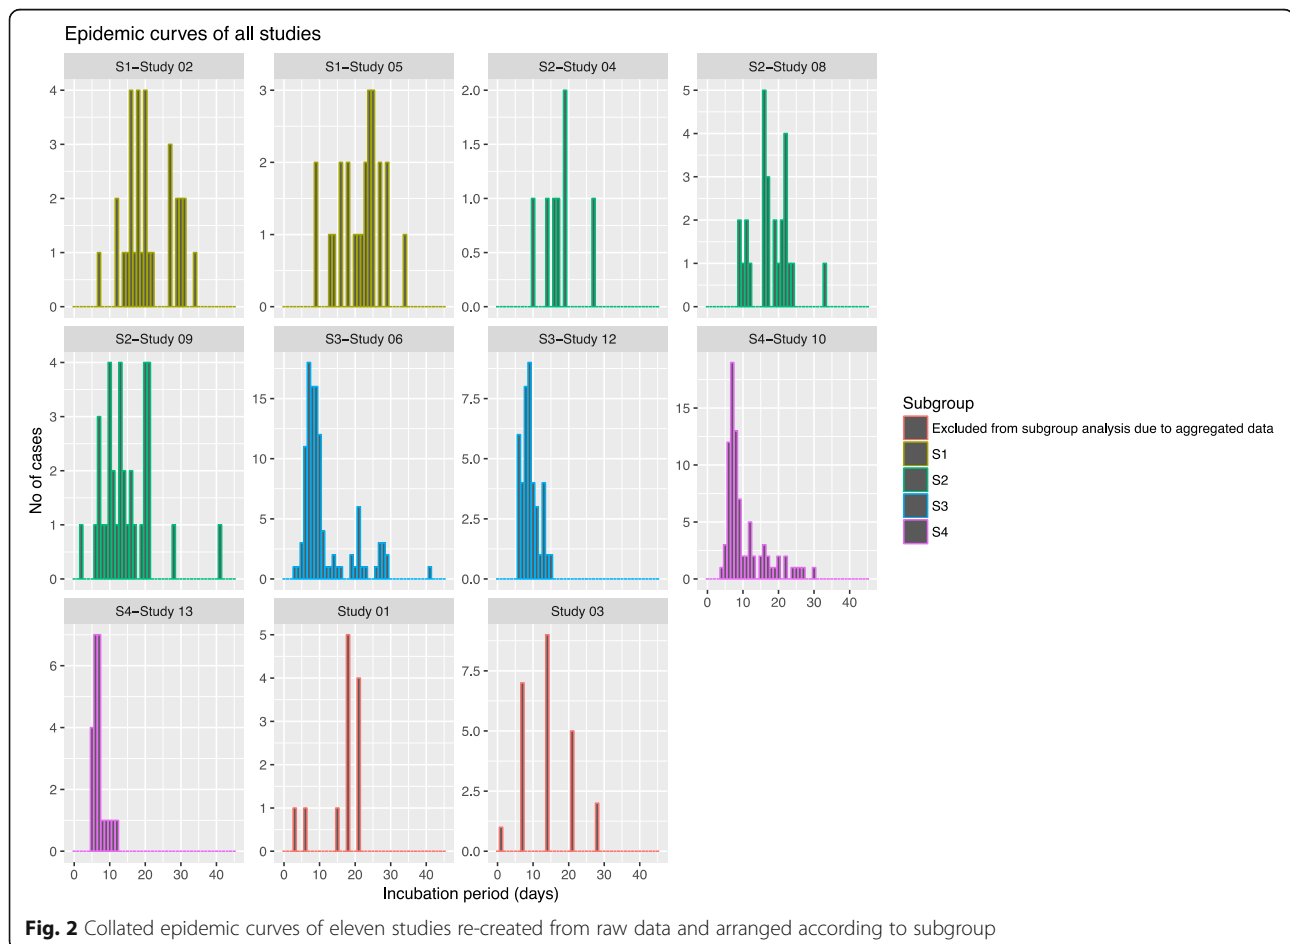 Epidemic curves of all studies
S1–Study 02
S1–Study 05
S2–Study 04
S2–Study 08
4
3
2
1
0
3
2
1
0
2.0
1.5
1.0
0.5
0.0
5
4
3
2
1
0
S2–Study 09
S3–Study 06
S3–Study 12
S4–Study 10
4
3
2
1
0
15
10
5
0
7.5
5.0
2.5
0.0
15
10
5
0
0 10 20 30 40
S4–Study 13
Study 01
Study 03
6
4
2
0
5
4
3
2
1
0
7.5
5.0
2.5
0.0
0 10 20 30 40
0 10 20 30 40
0 10 20 30 40
No of cases
Incubation period (days)
Subgroup
Excluded from subgroup analysis due to aggregated data
S1
S2
S3
S4
Fig. 2 Collated epidemic curves of eleven studies re-created from raw data and arranged according to subgroup